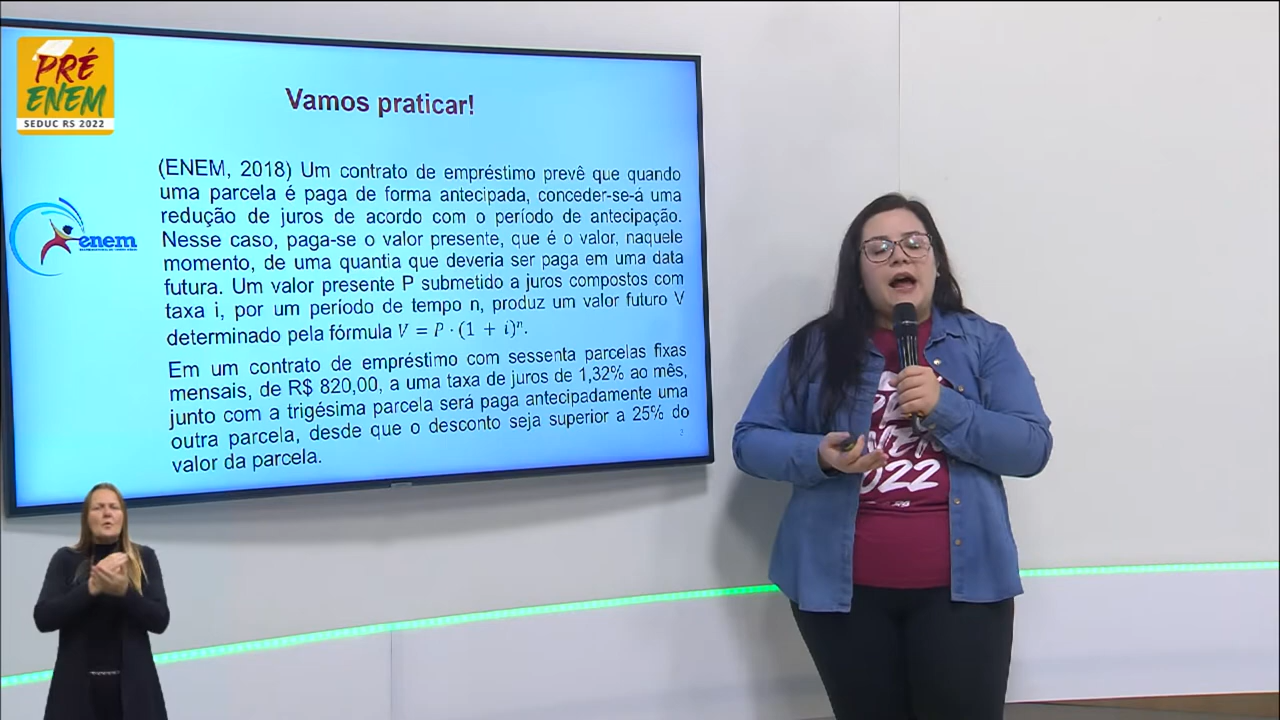 PRÉ
ENEM
SEDUC RS 2022
Vamos praticar!
(ENEM, 2018) Um contrato de empréstimo prevê que quando
uma parcela é paga de forma antecipada, conceder-se-á uma
redução de juros de acordo com o período de antecipação.
Nesse caso, paga-se o valor presente, que é o valor, naquele
momento, de uma quantia que deveria ser paga em uma data
futura. Um valor presente P submetido a juros compostos com
taxa i, por um período de tempo n, produz um valor futuro V
determinado pela fórmula V = P · (1 + i)ⁿ.
Em um contrato de empréstimo com sessenta parcelas fixas
mensais, de R$ 820,00, a uma taxa de juros de 1,32% ao mês,
junto com a trigésima parcela será paga antecipadamente uma
outra parcela, desde que o desconto seja superior a 25% do
valor da parcela.
2
enem
2022